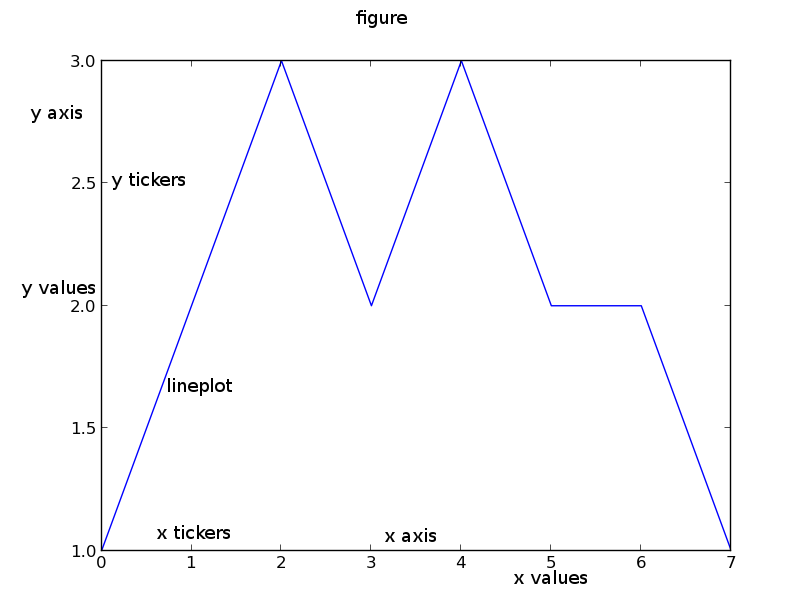 figure
3.0
y axis
y tickers
2.5
y values
2.0
lineplot
1.5
x tickers
x axis
1.0
0 1 2 3 4 5 6 7
x values